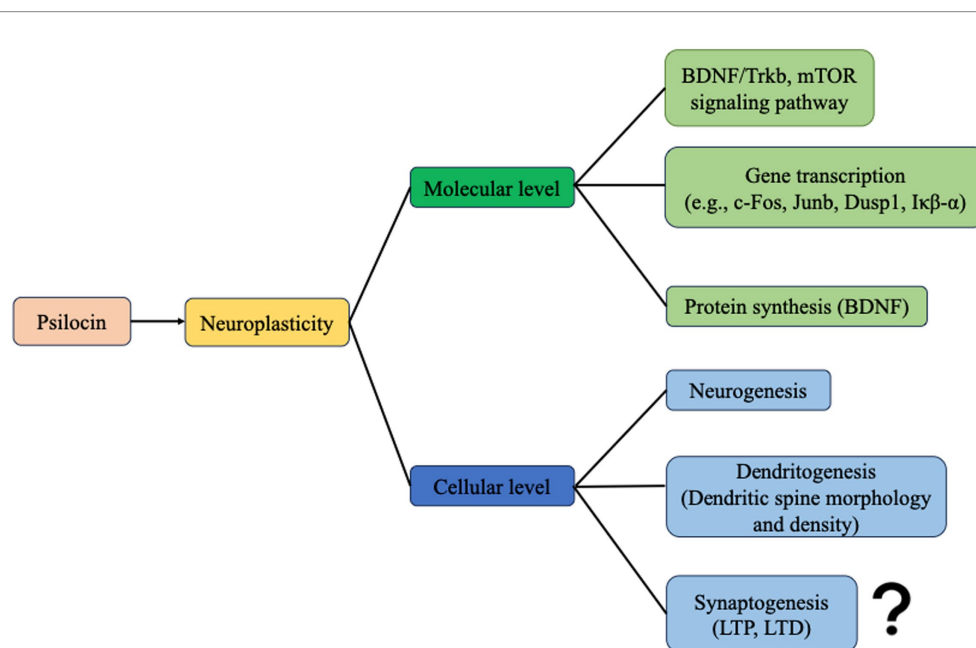 BDNF/Trkb, mTOR
signaling pathway
Gene transcription
(e.g., c-Fos, Junb, Dusp1, Iκβ-α)
Molecular level
Protein synthesis (BDNF)
Psilocin
Neuroplasticity
Neurogenesis
Cellular level
Dendritogenesis
(Dendritic spine morphology
and density)
Synaptogenesis
(LTP, LTD)
?